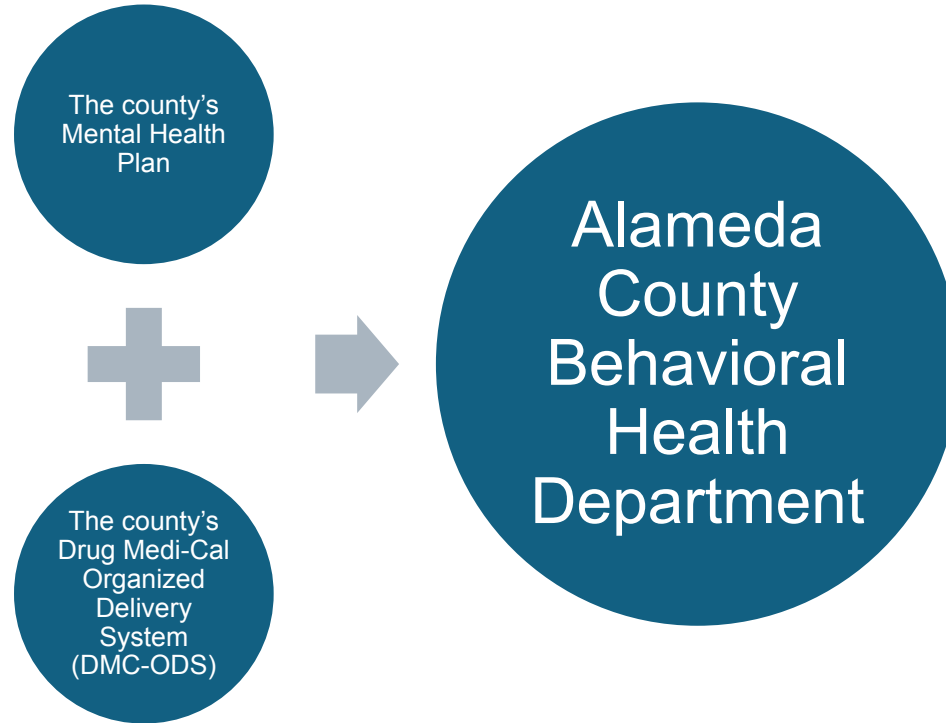 The county’s
Mental Health
Plan
The county’s
Drug Medi-Cal
Organized
Delivery
System
(DMC-ODS)
Alameda
County
Behavioral
Health
Department